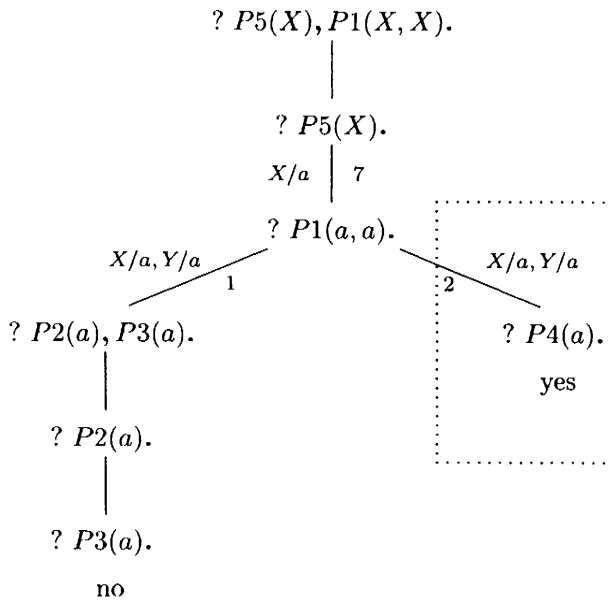 ? P5(X), P1(X, X).
? P5(X).
X/a 7
? P1(a, a).
X/a, Y/a 1
2 X/a, Y/a
? P2(a), P3(a).
? P4(a).
yes
? P2(a).
? P3(a).
no